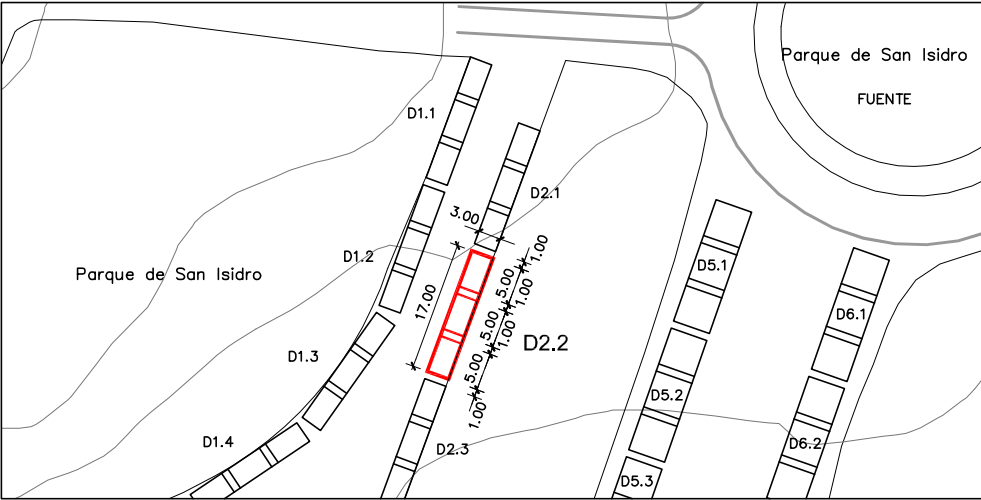 Parque de San Isidro
FUENTE
D1.1
D2.1
3.00
1.00
D1.2
D5.1
Parque de San Isidro
17.00
5.00
1.00
D6.1
5.00
1.00
D2.2
D1.3
5.00
D5.2
1.00
D1.4
D2.3
D6.2
D5.3